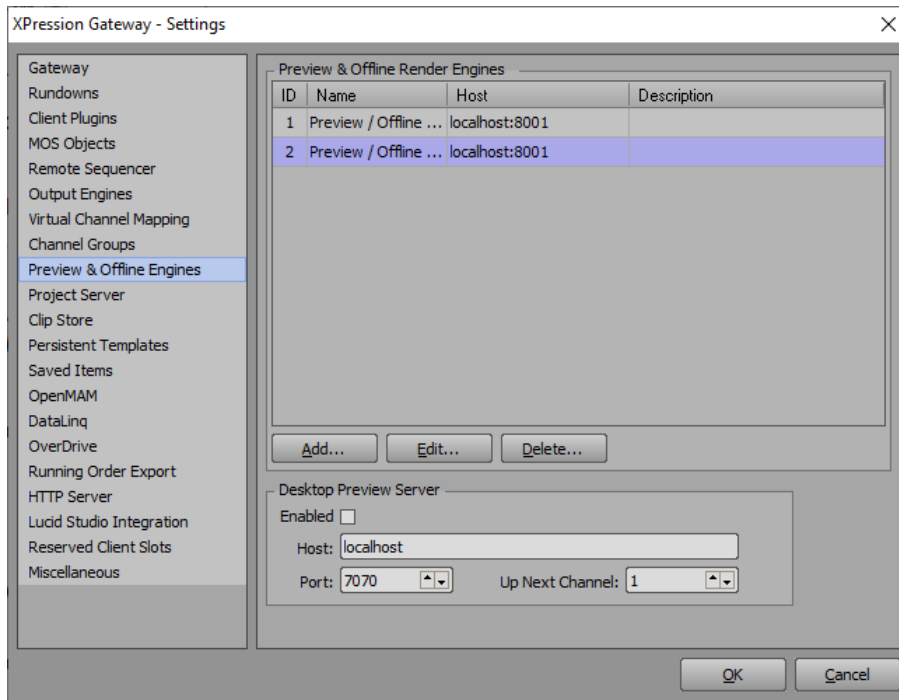 XPression Gateway - Settings
Gateway
Rundowns
Client Plugins
MOS Objects
Remote Sequencer
Output Engines
Virtual Channel Mapping
Channel Groups
Preview & Offline Engines
Project Server
Clip Store
Persistent Templates
Saved Items
OpenMAM
DataLinq
OverDrive
Running Order Export
HTTP Server
Lucid Studio Integration
Reserved Client Slots
Miscellaneous
Preview & Offline Render Engines
ID Name Host Description
1 Preview / Offline ... localhost:8001
2 Preview / Offline ... localhost:8001
Add... Edit... Delete...
Desktop Preview Server
Enabled
Host: localhost
Port: 7070 Up Next Channel: 1
OK Cancel